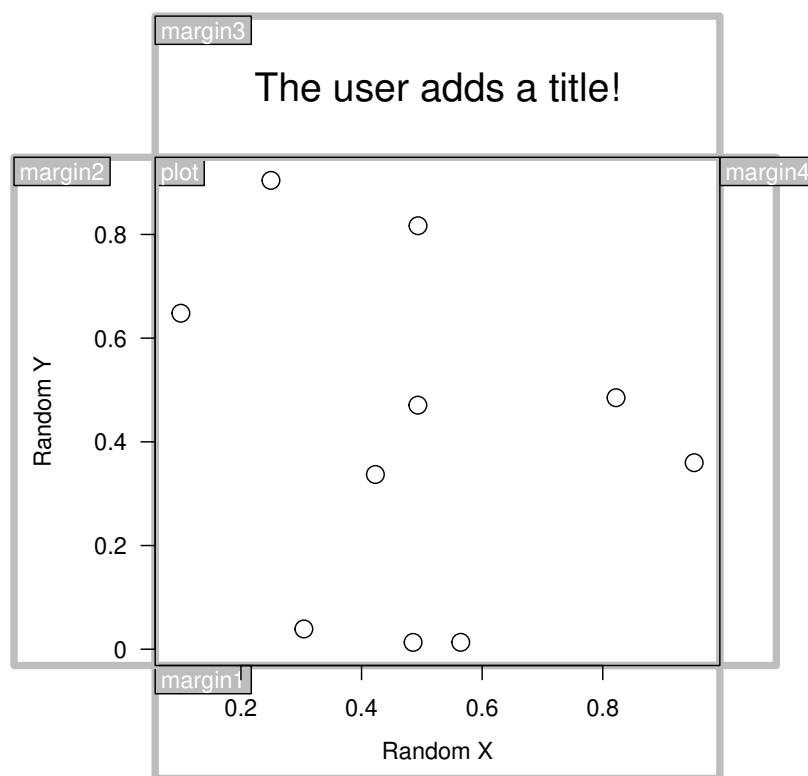 margin3
The user adds a title!
margin2
plot
margin4
0.8
0.6
0.4
0.2
0
Random Y
margin1
0.2 0.4 0.6 0.8
Random X